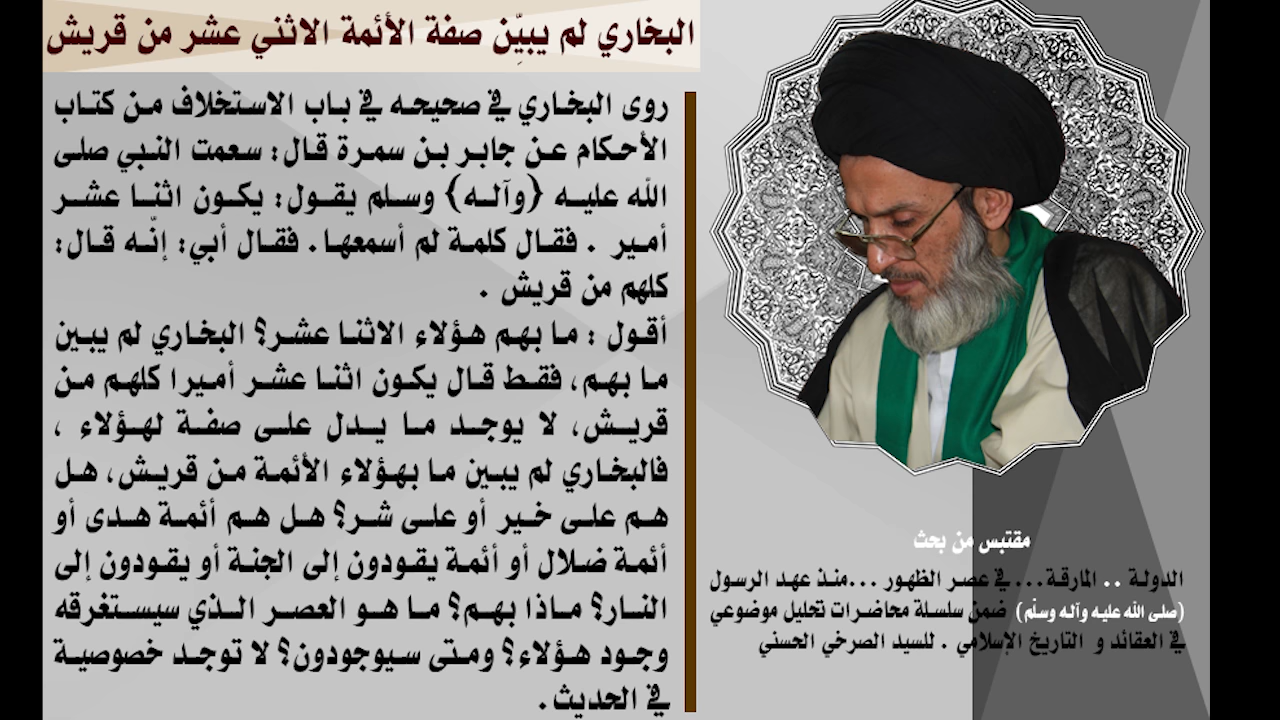 البخاري لم يبيِّن صفة الأئمة الاثني عشر من قريش
روى البخاري في صحيحه في باب الاستخلاف من كتاب
الأحكام عن جابر بن سمرة قال: سمعت النبي صلى
الله عليه {وآله} وسلم يقول: يكون اثنا عشر
أمير . فقال كلمة لم أسمعها. فقال أبي: إنّه قال:
كلهم من قريش .
أقول : ما بهم هؤلاء الاثنا عشر؟ البخاري لم يبين
ما بهم، فقط قال يكون اثنا عشر أميرا كلهم من
قريش، لا يوجد ما يدل على صفة لهؤلاء ،
فالبخاري لم يبين ما بهؤلاء الأئمة من قريش، هل
هم على خير أو على شر؟ هل هم أئمة هدى أو
أئمة ضلال أو أئمة يقودون إلى الجنة أو يقودون إلى
النار؟ ماذا بهم؟ ما هو العصر الذي سيستغرقه
وجود هؤلاء؟ ومتى سيوجودون؟ لا توجد خصوصية
في الحديث.
مقتبس من بحث
الدولة .. المارقة... في عصر الظهور ...منذ عهد الرسول
(صلى الله عليه وآله وسلّم) ضمن سلسلة محاضرات تحليل موضوعي
في العقائد و التاريخ الإسلامي . للسيد الصرخي الحسني